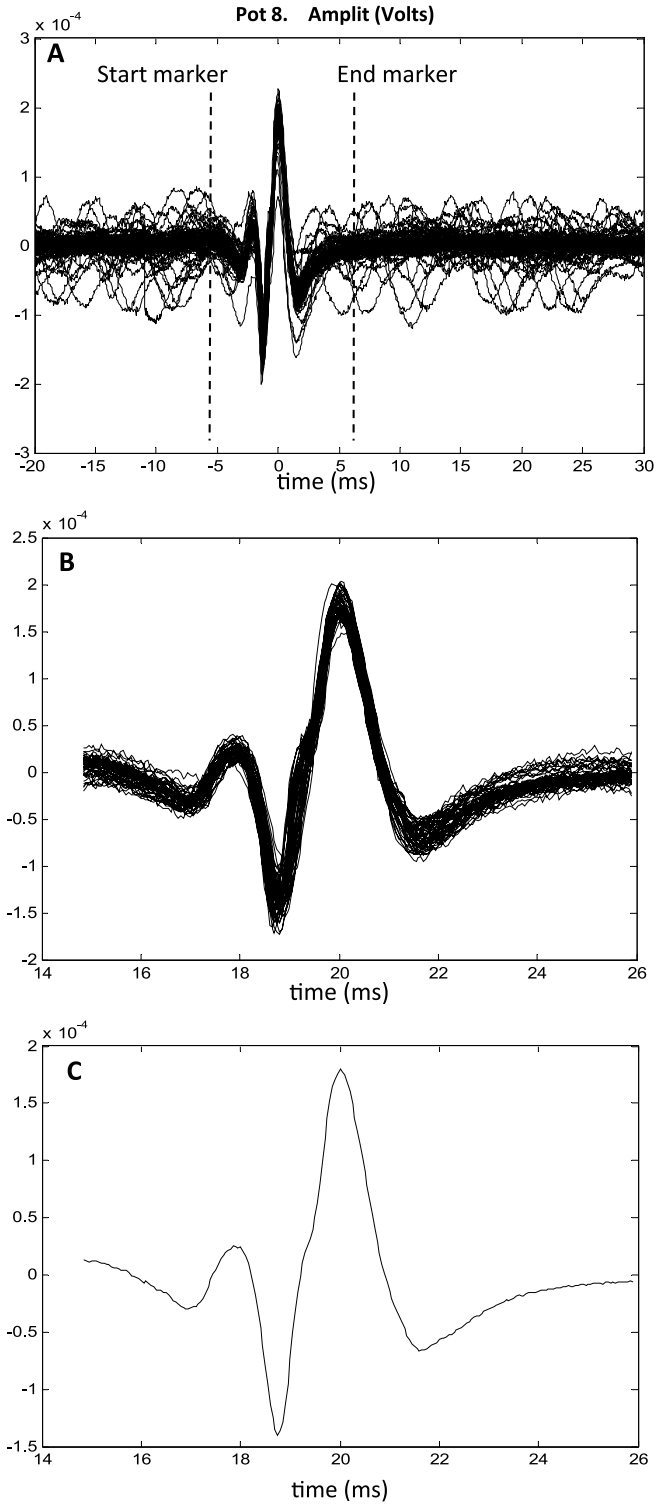 Pot 8. Amplit (Volts)
x 10-4
A
Start marker
End marker
3
2
1
0
-1
-2
-3
-20 -15 -10 -5 0 5 10 15 20 25 30
time (ms)
x 10-4
B
2.5
2
1.5
1
0.5
0
-0.5
-1
-1.5
-2
14 16 18 20 22 24 26
time (ms)
x 10-4
C
2
1.5
1
0.5
0
-0.5
-1
-1.5
14 16 18 20 22 24 26
time (ms)